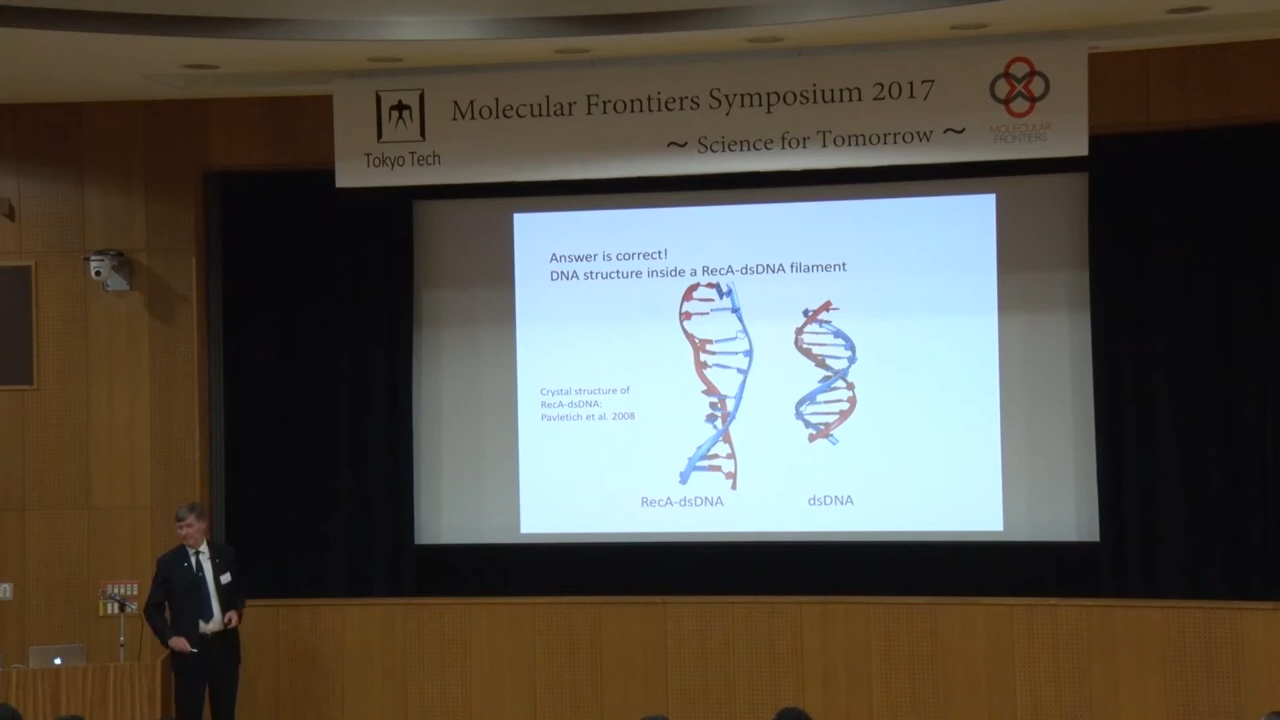 Molecular Frontiers Symposium 2017
~ Science for Tomorrow ~
Tokyo Tech
MOLECULAR
FRONTIERS
Answer is correct!
DNA structure inside a RecA-dsDNA filament
Crystal structure of
RecA-dsDNA:
Pavletich et al. 2008
RecA-dsDNA
dsDNA